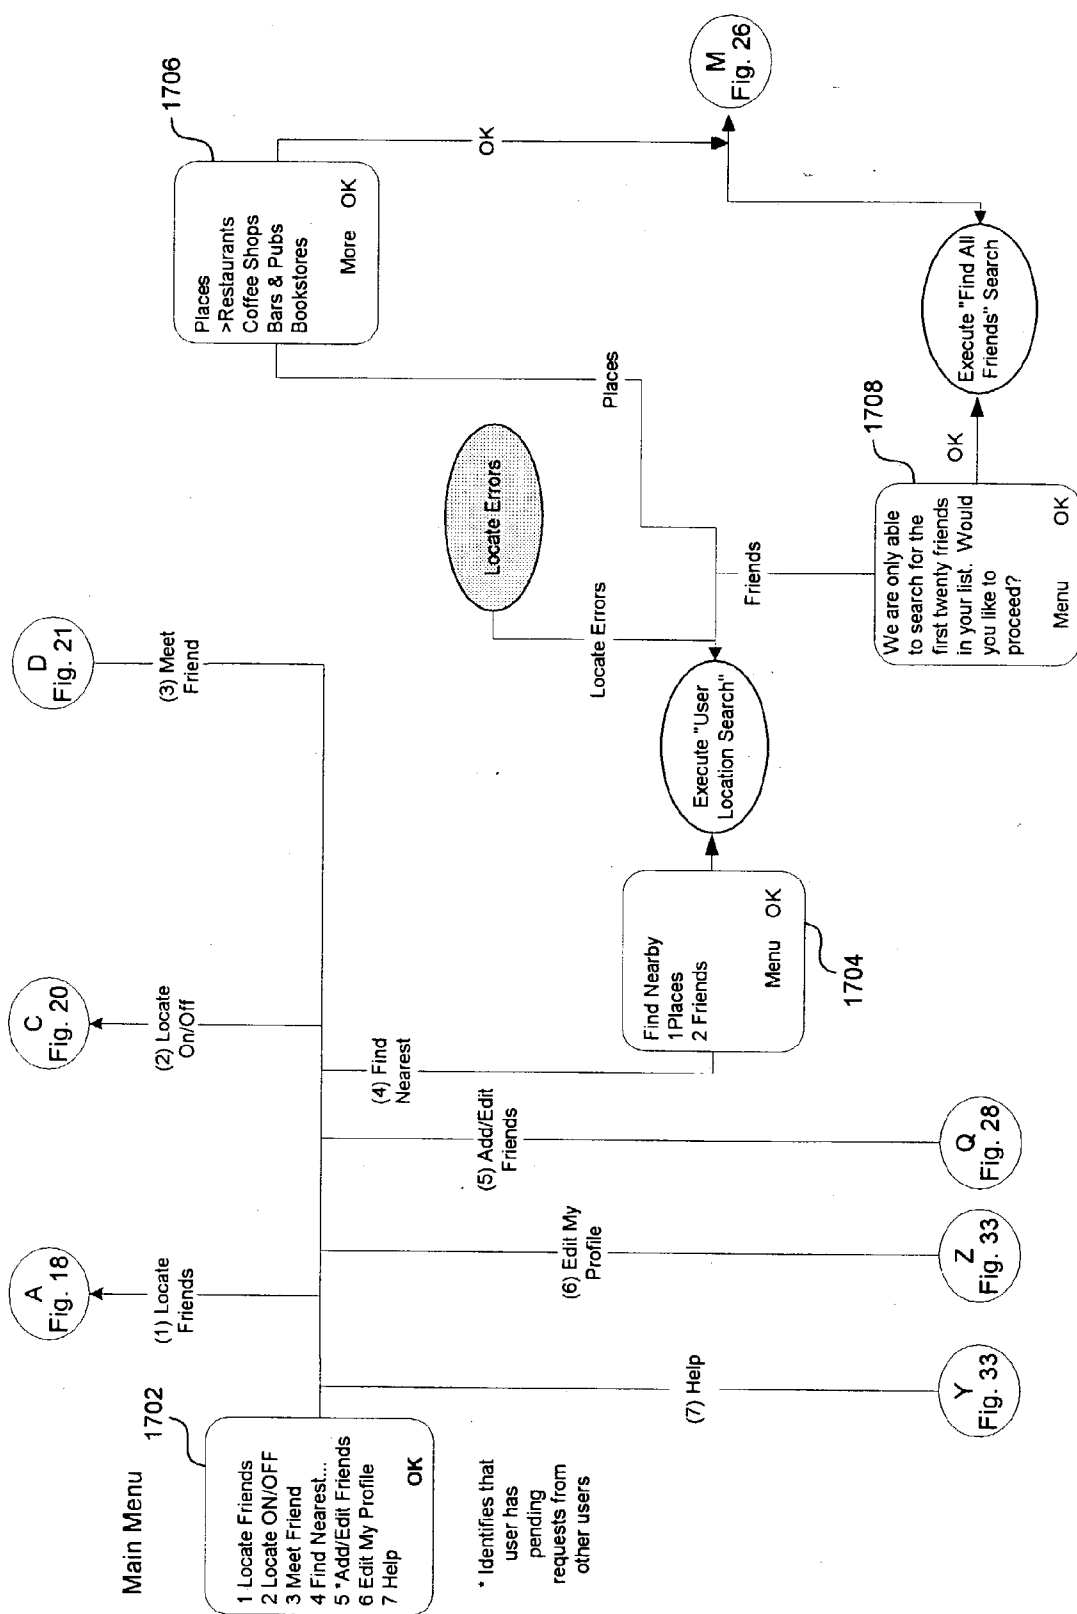 Main Menu
1702
1 Locate Friends
2 Locate ON/OFF
3 Meet Friend
4 Find Nearest...
5 *Add/Edit Friends
6 Edit My Profile
7 Help
OK
* Identifies that
user has
pending
requests from
other users
A
Fig. 18
(1) Locate
Friends
C
Fig. 20
(2) Locate
On/Off
D
Fig. 21
(3) Meet
Friend
(4) Find
Nearest
(5) Add/Edit
Friends
(6) Edit My
Profile
(7) Help
Y
Fig. 33
Z
Fig. 33
Q
Fig. 28
Find Nearby
1Places
2 Friends
Menu OK
1704
Execute "User
Location Search"
Locate Errors
Locate Errors
Places
Friends
1706
Places
>Restaurants
Coffee Shops
Bars & Pubs
Bookstores
More OK
OK
M
Fig. 26
1708
We are only able
to search for the
first twenty friends
in your list. Would
you like to
proceed?
Menu OK
OK
Execute "Find All
Friends" Search